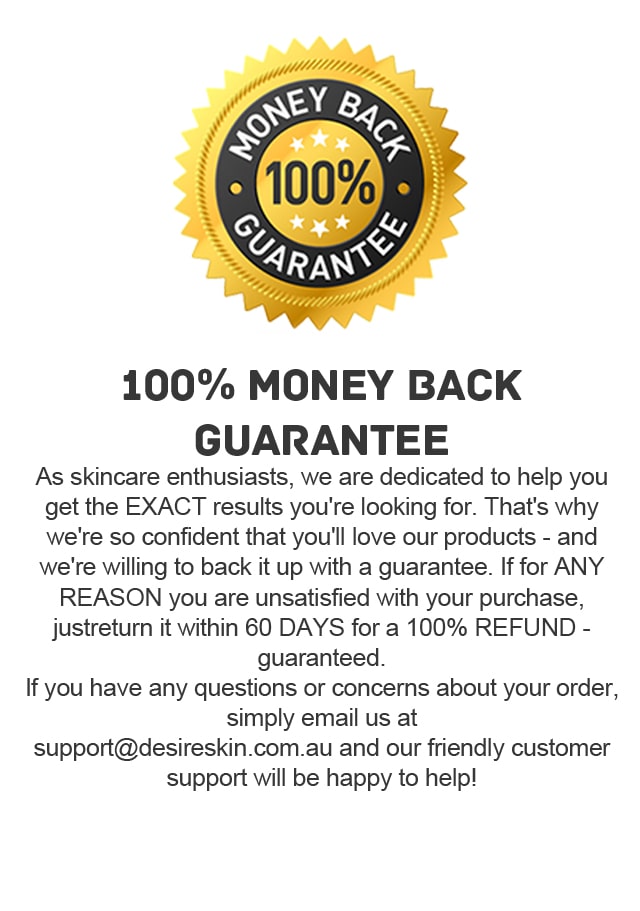 MONEY BACK
100%
GUARANTEE
100% MONEY BACK
GUARANTEE
As skincare enthusiasts, we are dedicated to help you
get the EXACT results you're looking for. That's why
we're so confident that you'll love our products - and
we're willing to back it up with a guarantee. If for ANY
REASON you are unsatisfied with your purchase,
justreturn it within 60 DAYS for a 100% REFUND -
guaranteed.
If you have any questions or concerns about your order,
simply email us at
support@desireskin.com.au and our friendly customer
support will be happy to help!